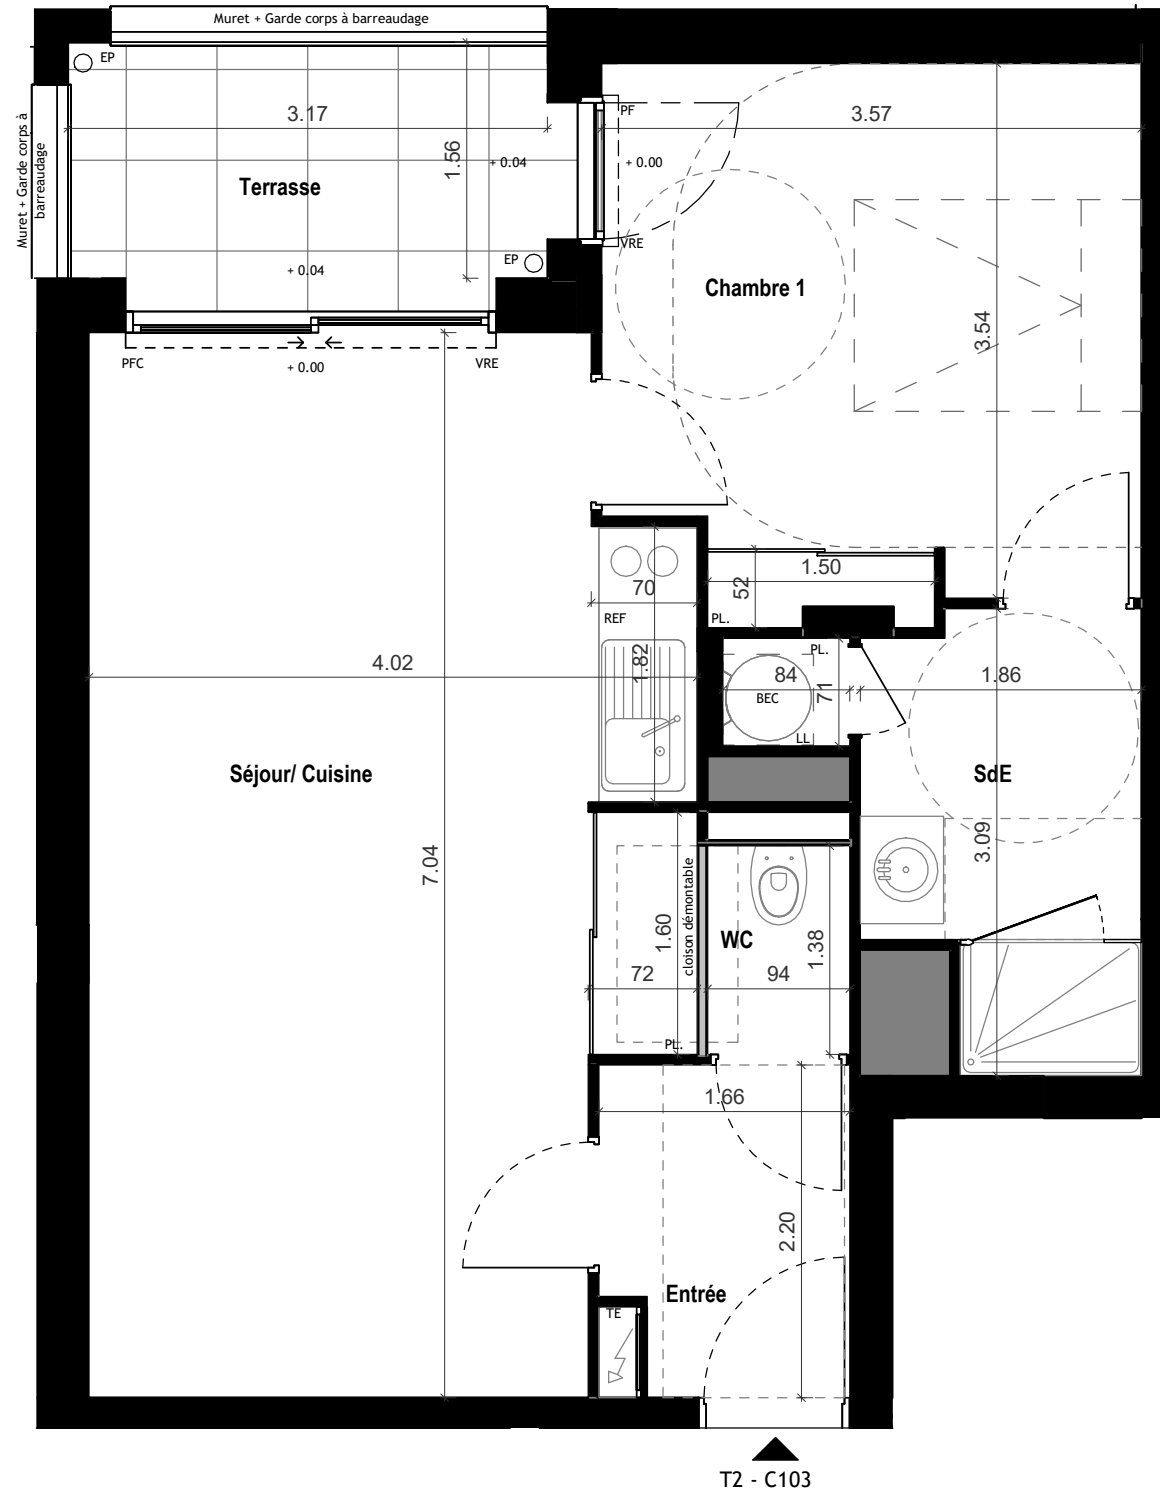 Muret + Garde corps à barreaudage
EP
Muret + Garde corps à
barreaudage
3.17
1.56
+ 0.04
Terrasse
EP
+ 0.04
PF
+ 0.00
VRE
3.57
Chambre 1
3.54
PFC
+ 0.00
VRE
70
REF
1.82
52
1.50
PL.
PL.
84
71
BEC
LL
1.86
4.02
Séjour/ Cuisine
SdE
3.09
7.04
1.60
cloison démontable
WC
1.38
72
94
PL.
1.66
2.20
Entrée
TE
T2 - C103